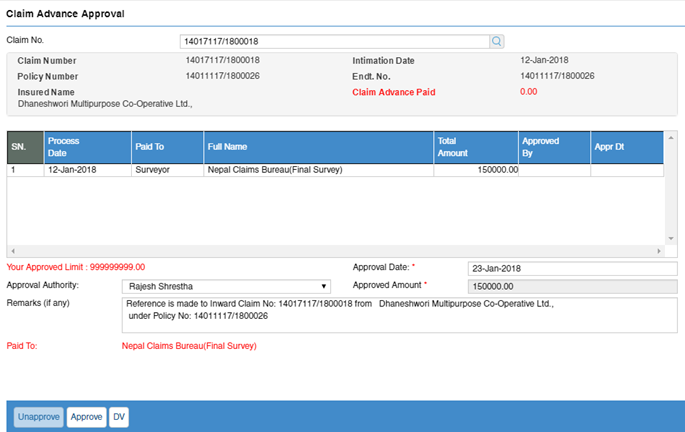 Claim Advance Approval
Claim No. 14017117/1800018
Claim Number 14017117/1800018 Intimation Date 12-Jan-2018
Policy Number 14011117/1800026 Endt. No. 14011117/1800026
Insured Name Claim Advance Paid 0.00
Dhaneshwori Multipurpose Co-Operative Ltd.,
SN. Process Date Paid To Full Name Total Amount Approved By Appr Dt
1 12-Jan-2018 Surveyor Nepal Claims Bureau(Final Survey) 150000.00
Your Approved Limit : 999999999.00 Approval Date: * 23-Jan-2018
Approval Authority: Rajesh Shrestha Approved Amount * 150000.00
Remarks (if any) Reference is made to Inward Claim No: 14017117/1800018 from Dhaneshwori Multipurpose Co-Operative Ltd.,
under Policy No: 14011117/1800026
Paid To: Nepal Claims Bureau(Final Survey)
Unapprove Approve DV